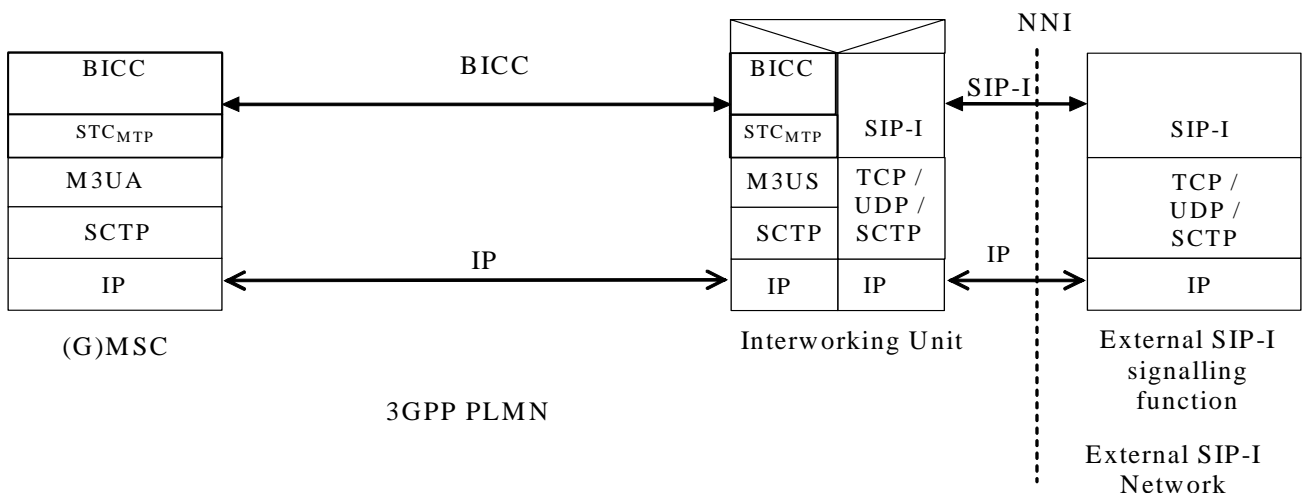 NNI
BICC
STCMTP
M3UA
SCTP
IP
(G)MSC
BICC
IP
3GPP PLMN
BICC
STCMTP
M3US
SCTP
IP
SIP-I
TCP /
UDP /
SCTP
IP
Interworking Unit
SIP-I
IP
SIP-I
TCP /
UDP /
SCTP
IP
External SIP-I
signalling
function
External SIP-I
Network